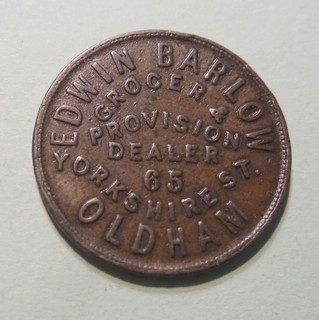 EDWIN BARLOW
GROCER &
PROVISION
DEALER
65
YORKSHIRE ST.
OLDHAM